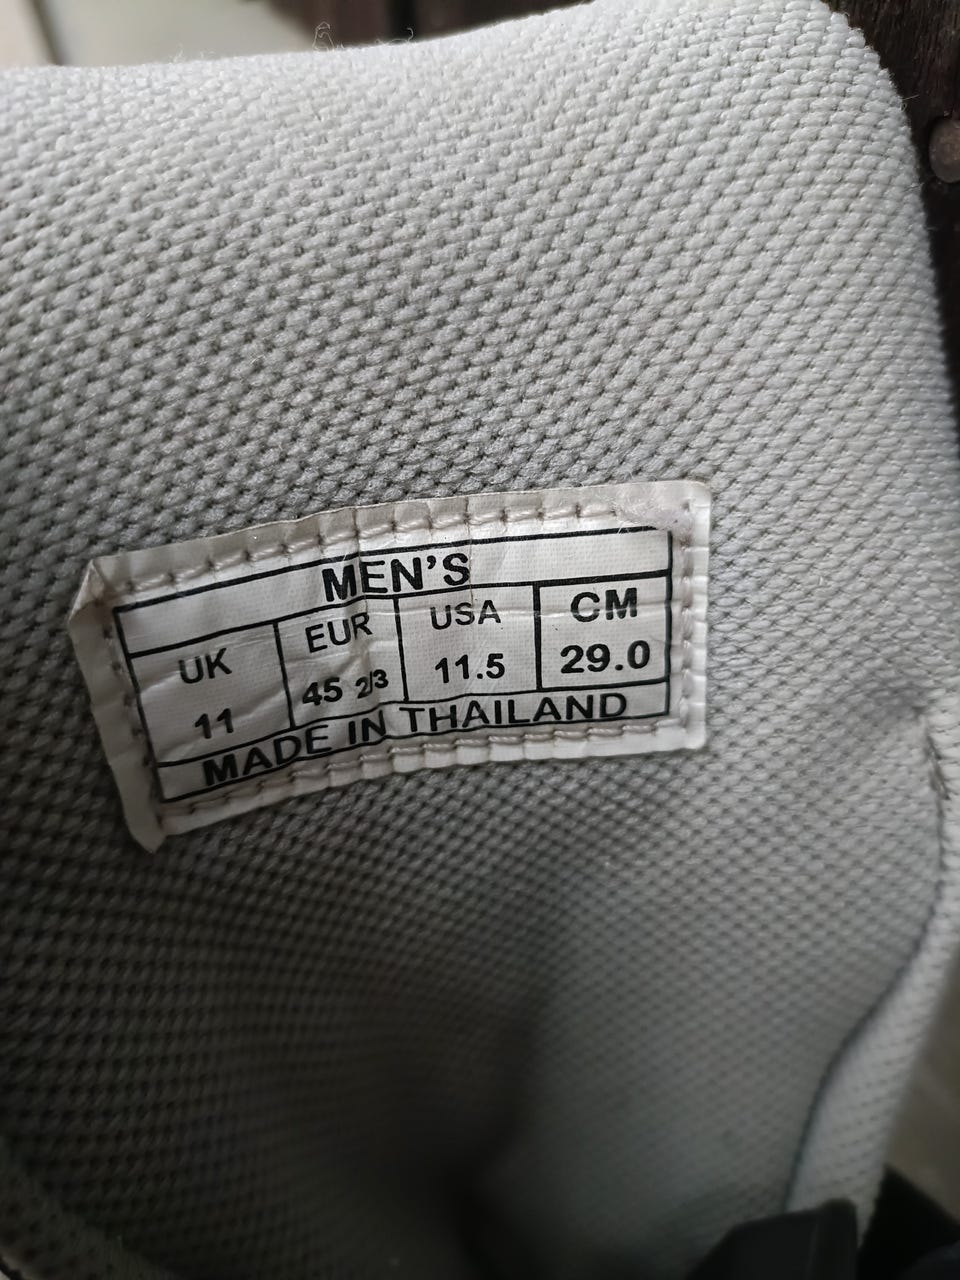 MEN'S
UK EUR USA CM
11 45 2/3 11.5 29.0
MADE IN THAILAND